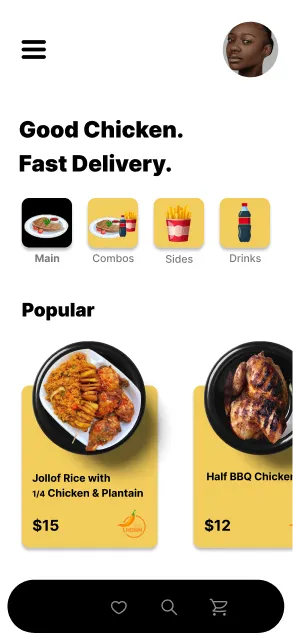 Good Chicken.
Fast Delivery.
Main
Combos
Sides
Drinks
Popular
Jollof Rice with
1/4 Chicken & Plantain
$15
Half BBQ Chicken
$12